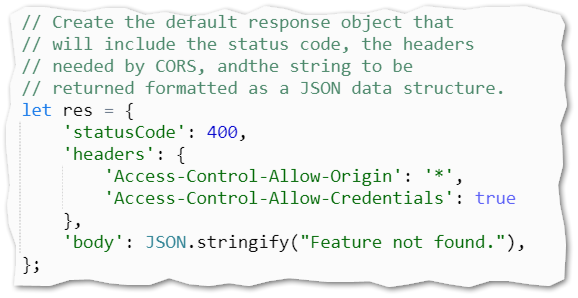 // Create the default response object that
// will include the status code, the headers
// needed by CORS, andthe string to be
// returned formatted as a JSON data structure.
let res = {
    'statusCode': 400,
    'headers': {
        'Access-Control-Allow-Origin': '*',
        'Access-Control-Allow-Credentials': true
    },
    'body': JSON.stringify("Feature not found."),
};